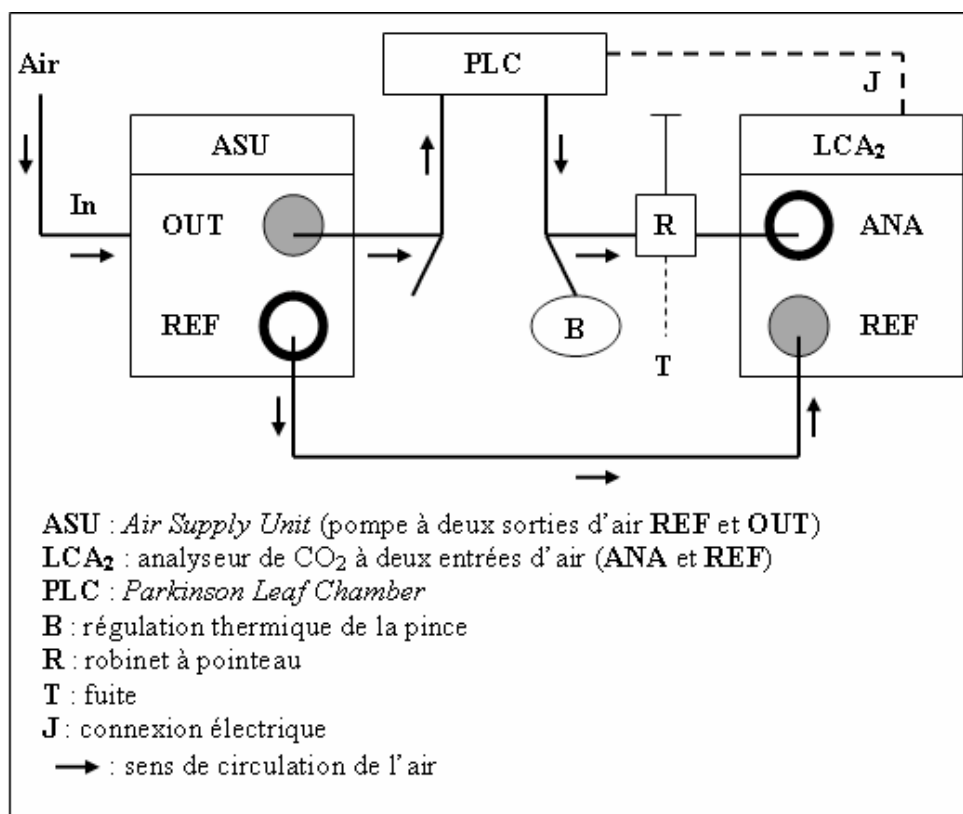 PLC
Air
J
ASU
LCA₂
In
OUT
R
ANA
REF
B
T
REF
ASU : Air Supply Unit (pompe à deux sorties d'air REF et OUT)
LCA₂ : analyseur de CO₂ à deux entrées d'air (ANA et REF)
PLC : Parkinson Leaf Chamber
B : régulation thermique de la pince
R : robinet à pointeau
T : fuite
J : connexion électrique
→ : sens de circulation de l'air